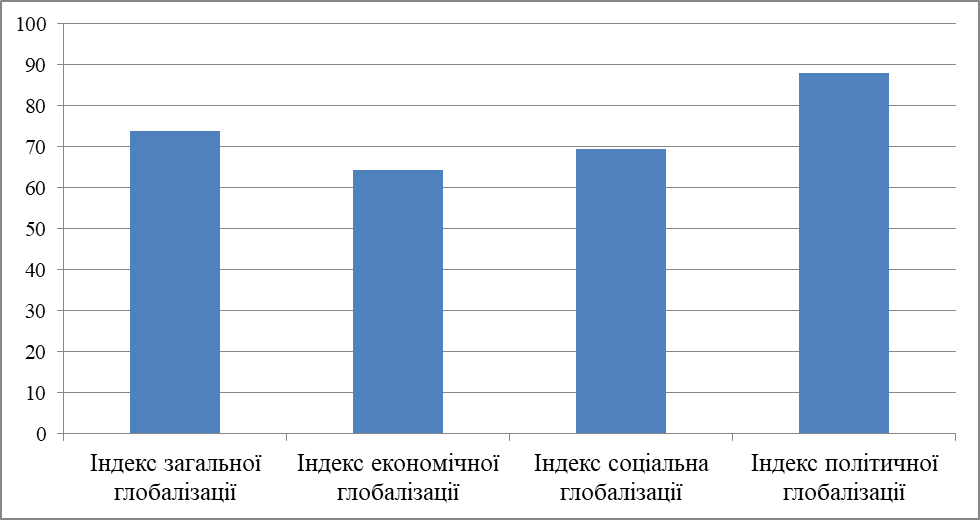 100
90
80
70
60
50
40
30
20
10
0
Індекс загальної
глобалізації
Індекс економічної
глобалізації
Індекс соціальна
глобалізації
Індекс політичної
глобалізації